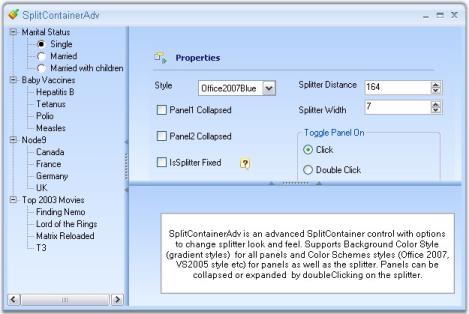 SplitContainerAdv
Marital Status
Single
Married
Married with children
Baby Vaccines
Hepatitis B
Tetanus
Polio
Measles
Node9
Canada
France
Germany
UK
Top 2003 Movies
Finding Nemo
Lord of the Rings
Matrix Reloaded
T3
Properties
Style
Office2007Blue
Splitter Distance
164
Panel1 Collapsed
Splitter Width
7
Panel2 Collapsed
Toggle Panel On
Click
IsSplitter Fixed
?
Double Click
SplitContainerAdv is an advanced SplitContainer control with options
to change splitter look and feel. Supports Background Color Style
(gradient styles) for all panels and Color Schemes styles (Office 2007,
VS2005 style etc) for panels as well as the splitter. Panels can be
collapsed or expanded by doubleClicking on the splitter.